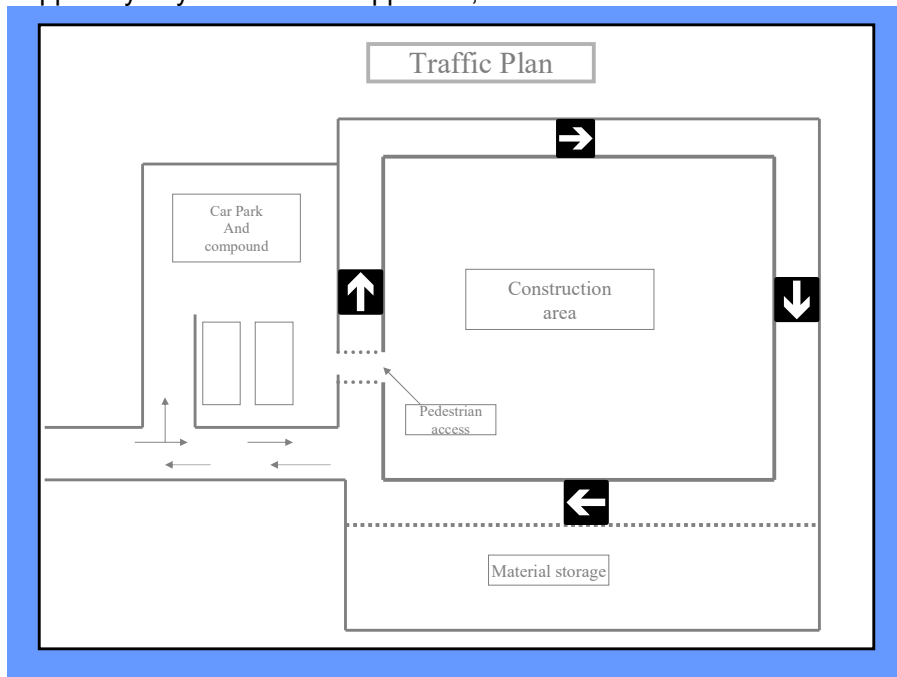 Traffic Plan
Car Park
And
compound
Construction
area
Pedestrian
access
Material storage